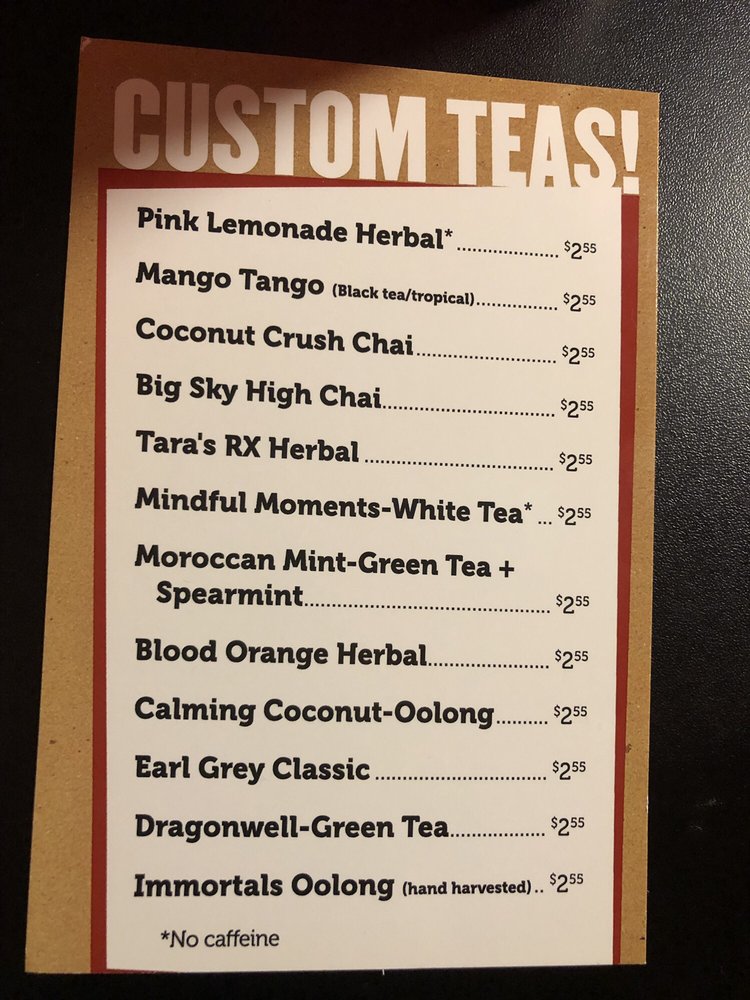 CUSTOM TEAS!
Pink Lemonade Herbal*.................... $2.55
Mango Tango (Black tea/tropical)................ $2.55
Coconut Crush Chai........................... $2.55
Big Sky High Chai................................. $2.55
Tara's RX Herbal .................................... $2.55
Mindful Moments-White Tea* ... $2.55
Moroccan Mint-Green Tea +
Spearmint................................................ $2.55
Blood Orange Herbal....................... $2.55
Calming Coconut-Oolong.......... $2.55
Earl Grey Classic ................................. $2.55
Dragonwell-Green Tea.................. $2.55
Immortals Oolong (hand harvested).. $2.55
*No caffeine